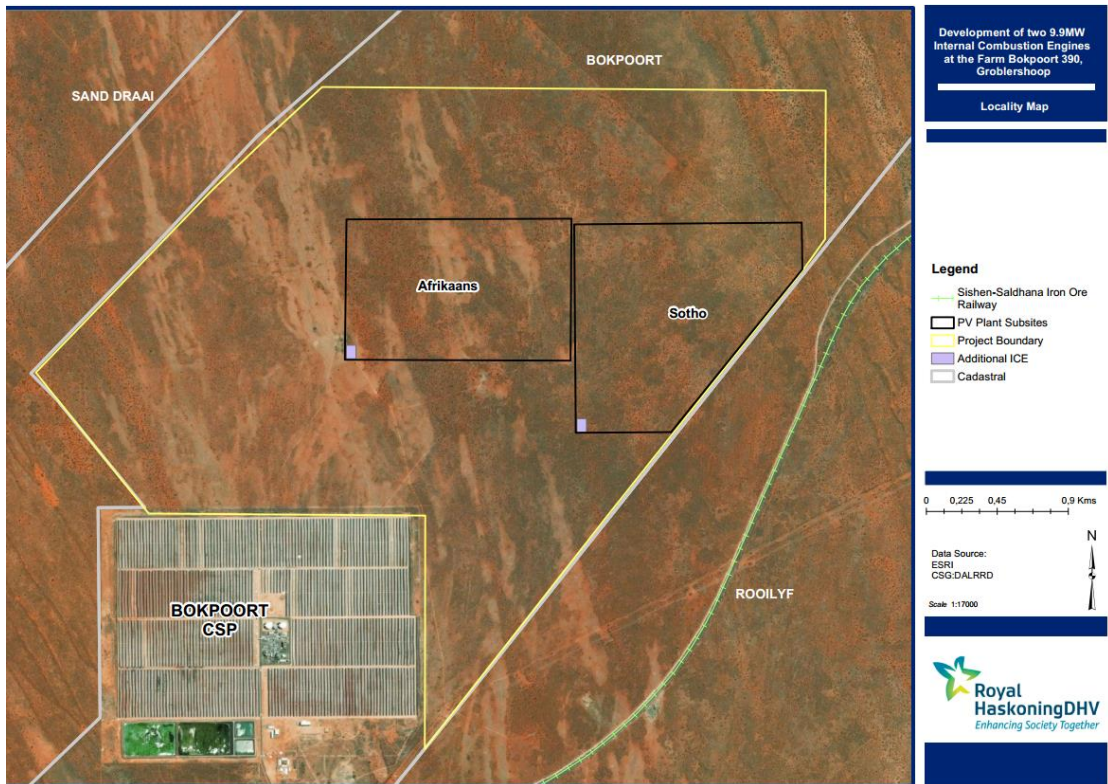 SAND DRAAI
BOKPOORT
Afrikaans
Sotho
BOKPOORT
CSP
ROOILYF
Development of two 9.9MW
Internal Combustion Engines
at the Farm Bokpoort 390,
Groblershoop
Locality Map
Legend
Sishen-Saldhana Iron Ore
Railway
PV Plant Subsites
Project Boundary
Additional ICE
Cadastral
0 0,225 0,45 0,9 Kms
N
Data Source:
ESRI
CSG:DALRRD
Scale 1:17000
Royal
HaskoningDHV
Enhancing Society Together